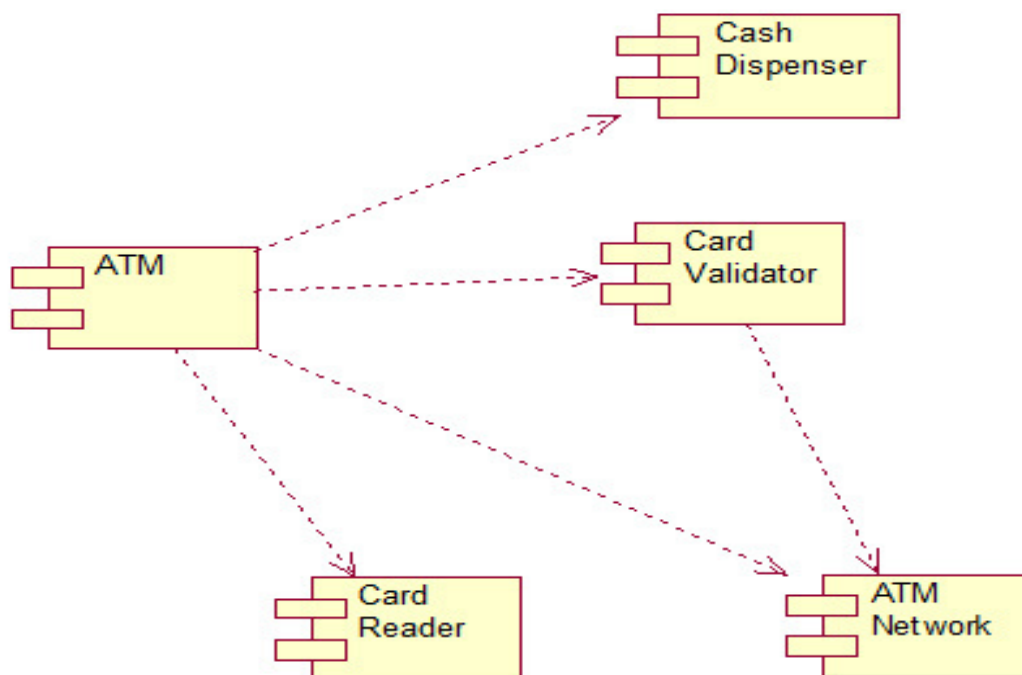 Cash
Dispenser
ATM
Card
Validator
Card
Reader
ATM
Network